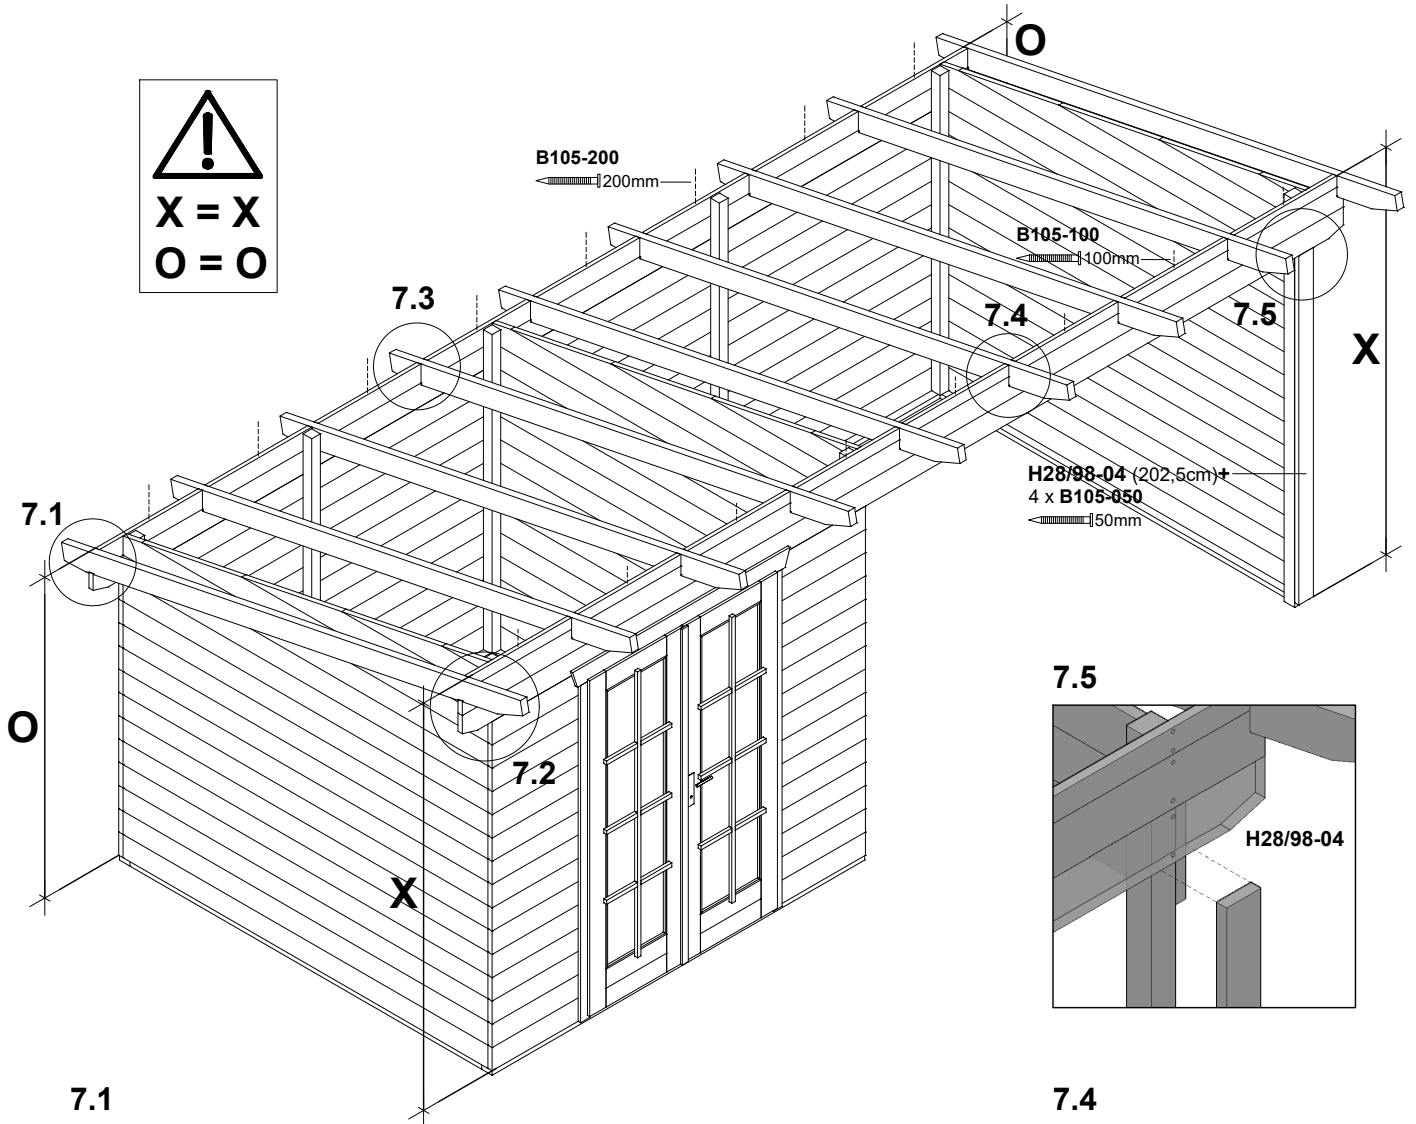 O
X = X
O = O
B105-200
200mm
B105-100
100mm
7.3
7.4
7.5
X
H28/98-04 (202,5cm)+
4 x B105-050
50mm
7.1
O
7.2
X
7.5
H28/98-04
7.1
7.4